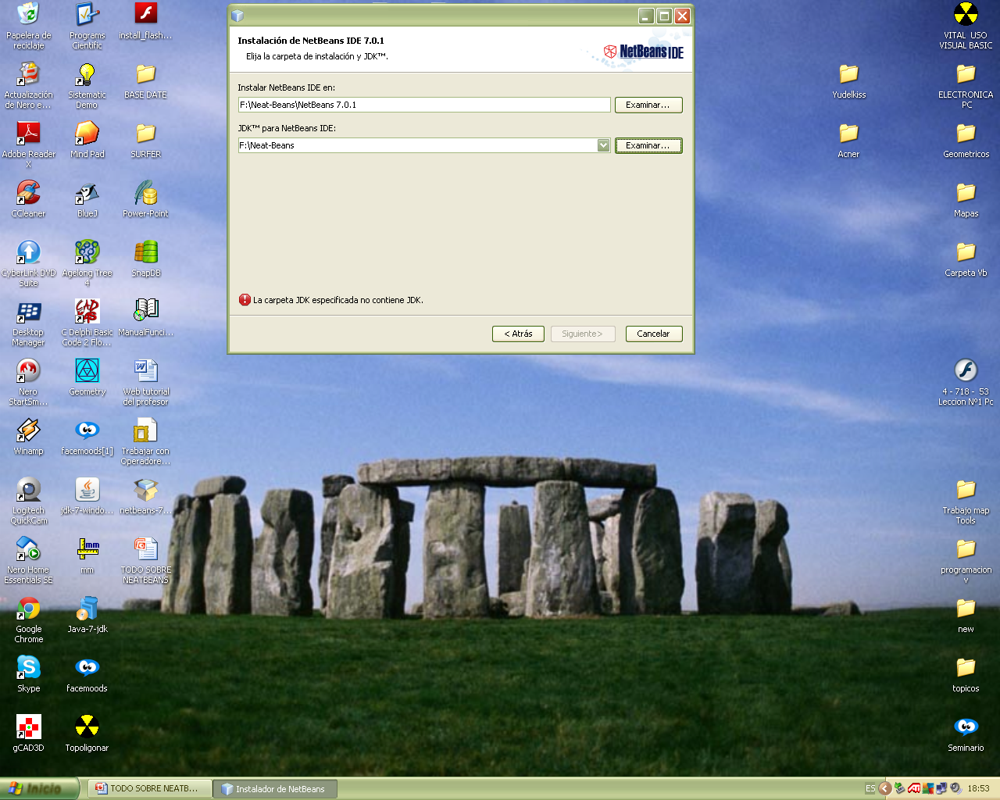 Papelera de
reciclaje
Programs
Cientific
install_flash...
Actualización
de Nero e...
Sistematic
Demo
BASE DATE
Adobe Reader
X
Mind Pad
SURFER
CCleaner
BlueJ
Power-Point
CyberLink DVD
Suite
Agelong Tree
4
SnapDB
Desktop
Manager
C Delphi Basic
Code 2 Flo...
ManualFunci...
Nero
StartSm...
Geometry
Web tutorial
del profesor
Winamp
facemoods[1]
Trabajar con
Operadore...
Logitech
QuickCam
jdk-7-windo...
netbeans-7...
Nero Home
Essentials SE
mm
mm
TODO SOBRE
NEATBEANS
Google
Chrome
Java-7-jdk
Skype
facemoods
gCAD3D
Topoligonar
Instalación de NetBeans IDE 7.0.1
Elija la carpeta de instalación y JDK™.
NetBeans IDE
Instalar NetBeans IDE en:
F:\Neat-Beans\NetBeans 7.0.1
Examinar...
JDK™ para NetBeans IDE:
F:\Neat-Beans
Examinar...
La carpeta JDK especificada no contiene JDK.
< Atrás
Siguiente>
Cancelar
VITAL USO
VISUAL BASIC
Yudelkiss
ELECTRONICA
PC
Acner
Geometricos
Mapas
Carpeta Vb
4 - 718 - 53
Leccion Nº1 Pc
Trabajo map
Tools
programacion
v
new
topicos
Seminario
Inicio
TODO SOBRE NEATB...
Instalador de NetBeans
ES
18:53